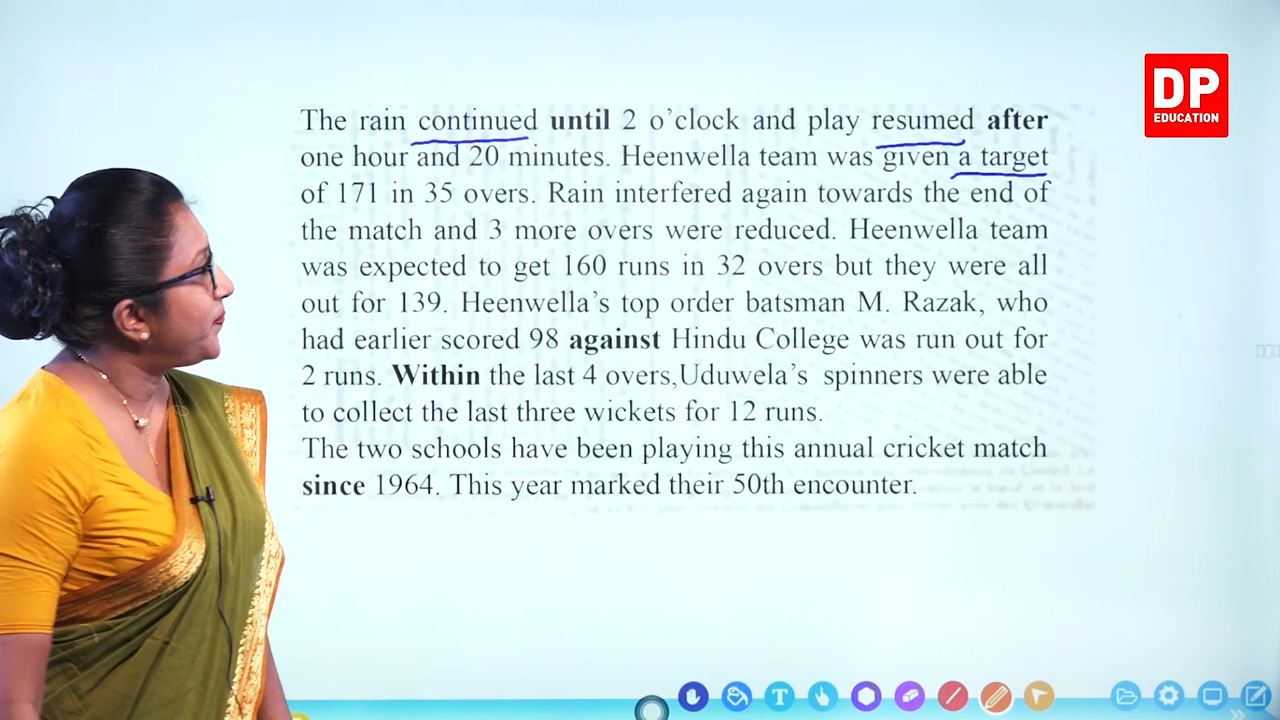 DP
EDUCATION
The rain continued until 2 o'clock and play resumed after
one hour and 20 minutes. Heenwella team was given a target
of 171 in 35 overs. Rain interfered again towards the end of
the match and 3 more overs were reduced. Heenwella team
was expected to get 160 runs in 32 overs but they were all
out for 139. Heenwella's top order batsman M. Razak, who
had earlier scored 98 against Hindu College was run out for
2 runs. Within the last 4 overs,Uduwela's spinners were able
to collect the last three wickets for 12 runs.
The two schools have been playing this annual cricket match
since 1964. This year marked their 50th encounter.